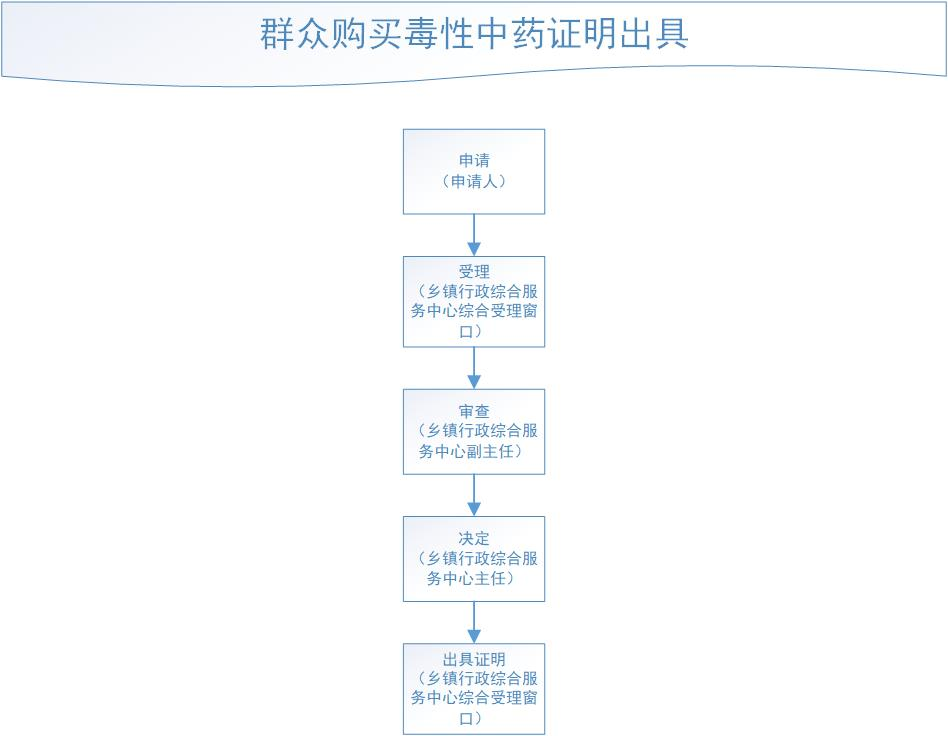 群众购买毒性中药证明出具
申请
（申请人）
受理
（乡镇行政综合服
务中心综合受理窗
口）
审查
（乡镇行政综合服
务中心副主任）
决定
（乡镇行政综合服
务中心主任）
出具证明
（乡镇行政综合服
务中心综合受理窗
口）